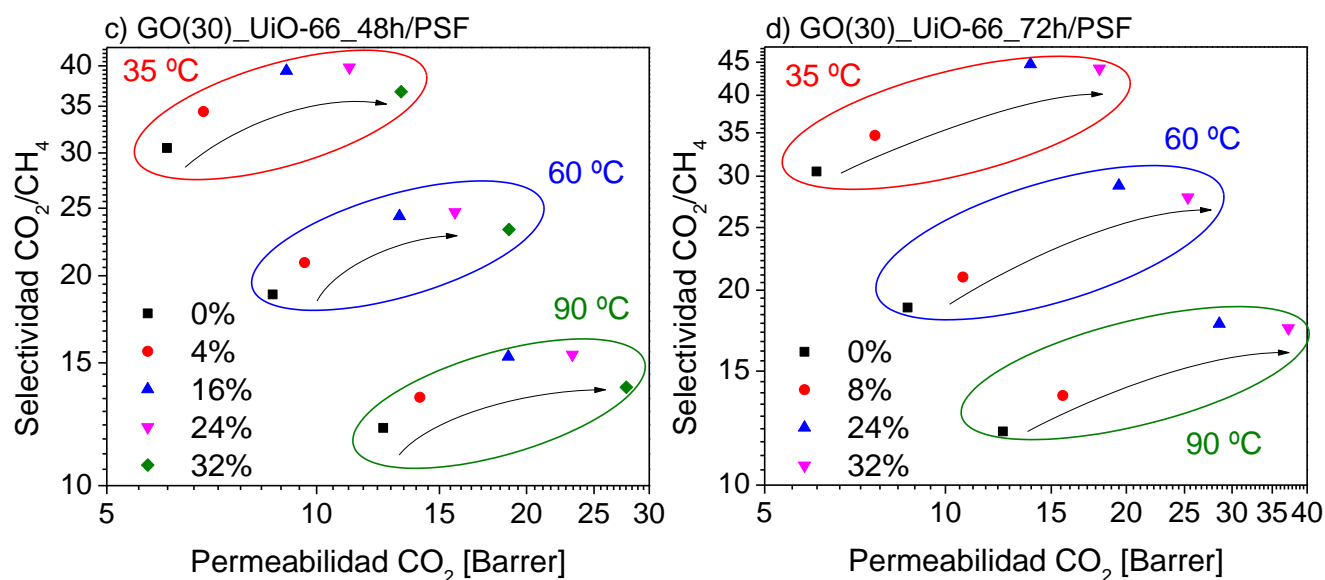 c) GO(30)_UiO-66_48h/PSF
Selectividad CO₂/CH₄
40
35
30
25
20
15
10
35 ºC
60 ºC
90 ºC
0%
4%
16%
24%
32%
5 10 15 20 25 30
Permeabilidad CO₂ [Barrer]
d) GO(30)_UiO-66_72h/PSF
Selectividad CO₂/CH₄
45
40
35
30
25
20
15
10
35 ºC
60 ºC
90 ºC
0%
8%
24%
32%
5 10 15 20 25 30 35 40
Permeabilidad CO₂ [Barrer]